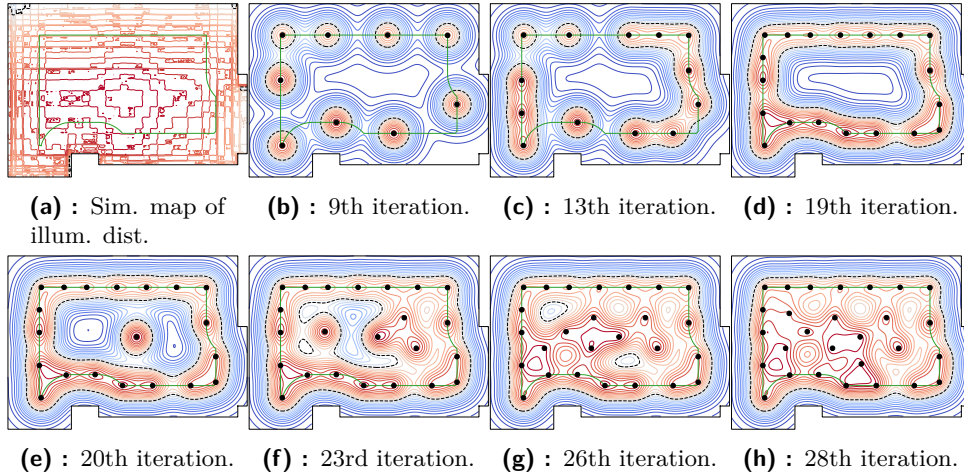 (a) : Sim. map of illum. dist.
(b) : 9th iteration.
(c) : 13th iteration.
(d) : 19th iteration.
(e) : 20th iteration.
(f) : 23rd iteration.
(g) : 26th iteration.
(h) : 28th iteration.